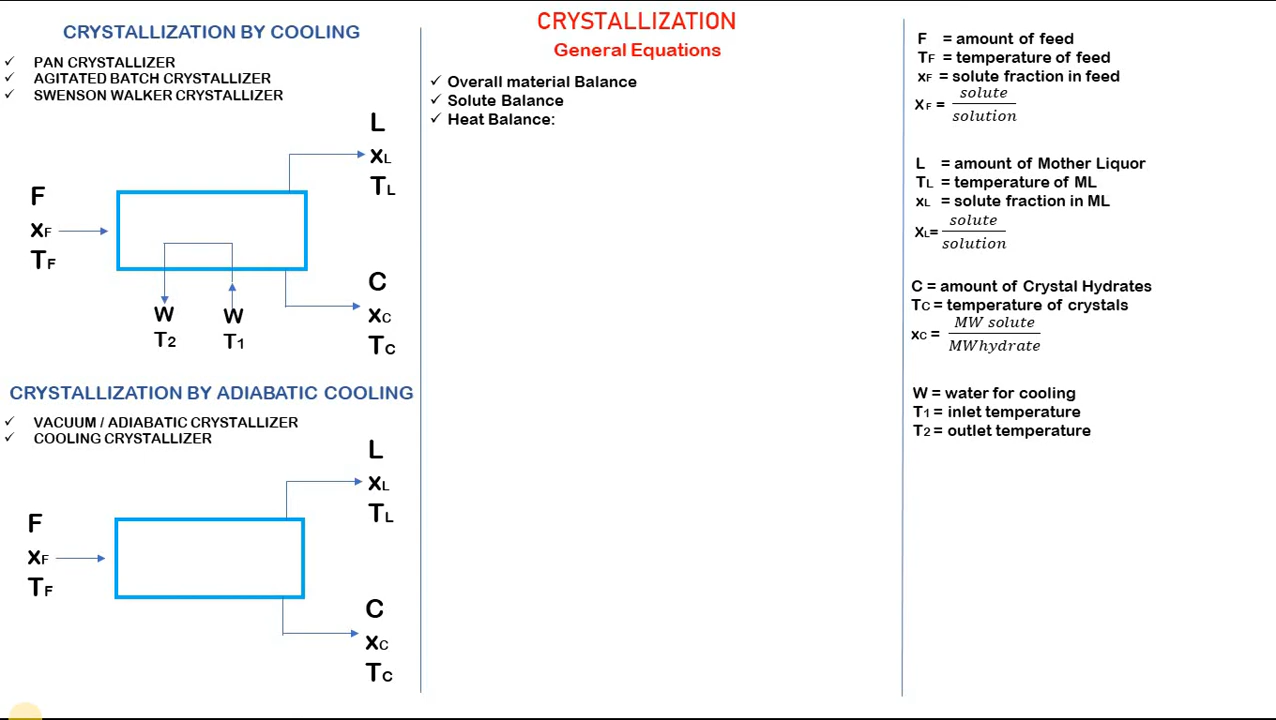 CRYSTALLIZATION BY COOLING
✓ PAN CRYSTALLIZER
✓ AGITATED BATCH CRYSTALLIZER
✓ SWENSON WALKER CRYSTALLIZER
L
xL
TL
F
xF
TF
C
xC
TC
W W
T2 T1
CRYSTALLIZATION BY ADIABATIC COOLING
✓ VACUUM / ADIABATIC CRYSTALLIZER
✓ COOLING CRYSTALLIZER
L
xL
TL
F
xF
TF
C
xC
TC
CRYSTALLIZATION
General Equations
✓ Overall material Balance
✓ Solute Balance
✓ Heat Balance:
F = amount of feed
TF = temperature of feed
xF = solute fraction in feed
xF = solute / solution
L = amount of Mother Liquor
TL = temperature of ML
xL = solute fraction in ML
xL= solute / solution
C = amount of Crystal Hydrates
TC = temperature of crystals
xC = MW solute / MWhydrate
W = water for cooling
T1 = inlet temperature
T2 = outlet temperature